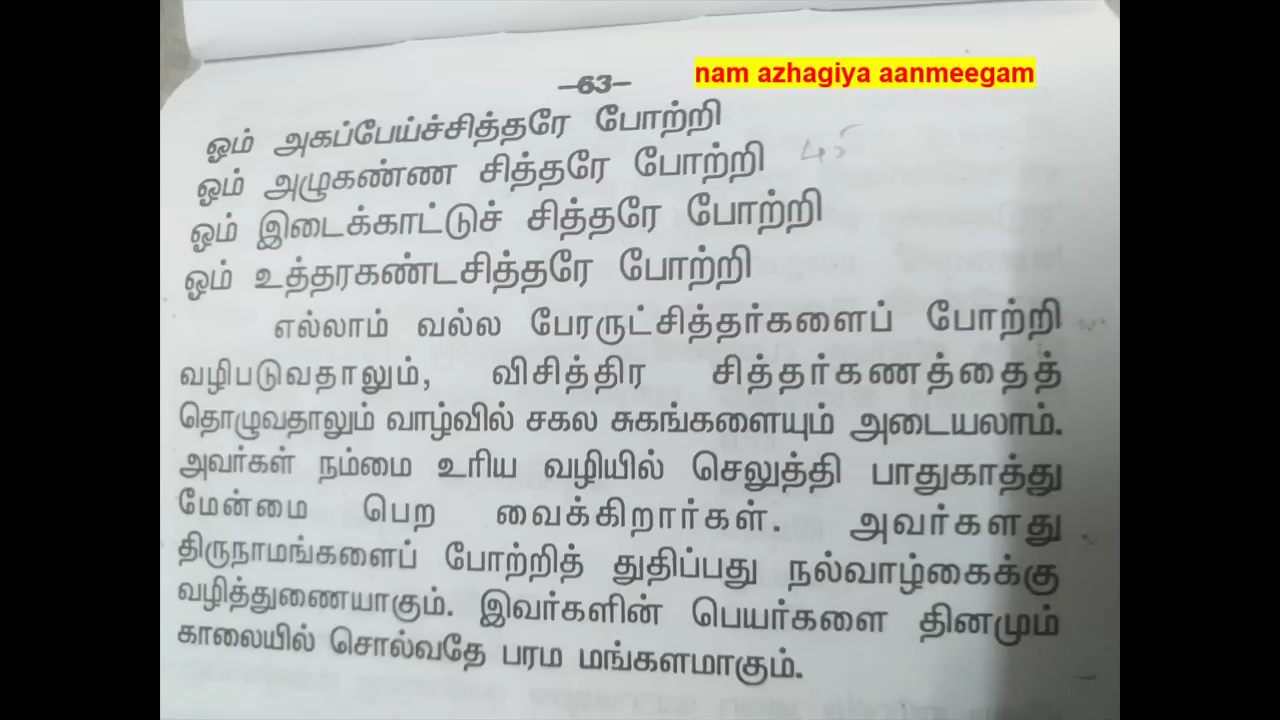 nam azhagiya aanmeegam
–63–
ஓம் அகப்பேய்ச்சித்தரே போற்றி
ஓம் அழுகண்ண சித்தரே போற்றி 45
ஓம் இடைக்காட்டுச் சித்தரே போற்றி
ஓம் உத்தரகண்டசித்தரே போற்றி
எல்லாம் வல்ல பேரருட்சித்தர்களைப் போற்றி
வழிபடுவதாலும், விசித்திர சித்தர்கணத்தைத்
தொழுவதாலும் வாழ்வில் சகல சுகங்களையும் அடையலாம்.
அவர்கள் நம்மை உரிய வழியில் செலுத்தி பாதுகாத்து
மேன்மை பெற வைக்கிறார்கள். அவர்களது
திருநாமங்களைப் போற்றித் துதிப்பது நல்வாழ்கைக்கு
வழித்துணையாகும். இவர்களின் பெயர்களை தினமும்
காலையில் சொல்வதே பரம மங்களமாகும்.